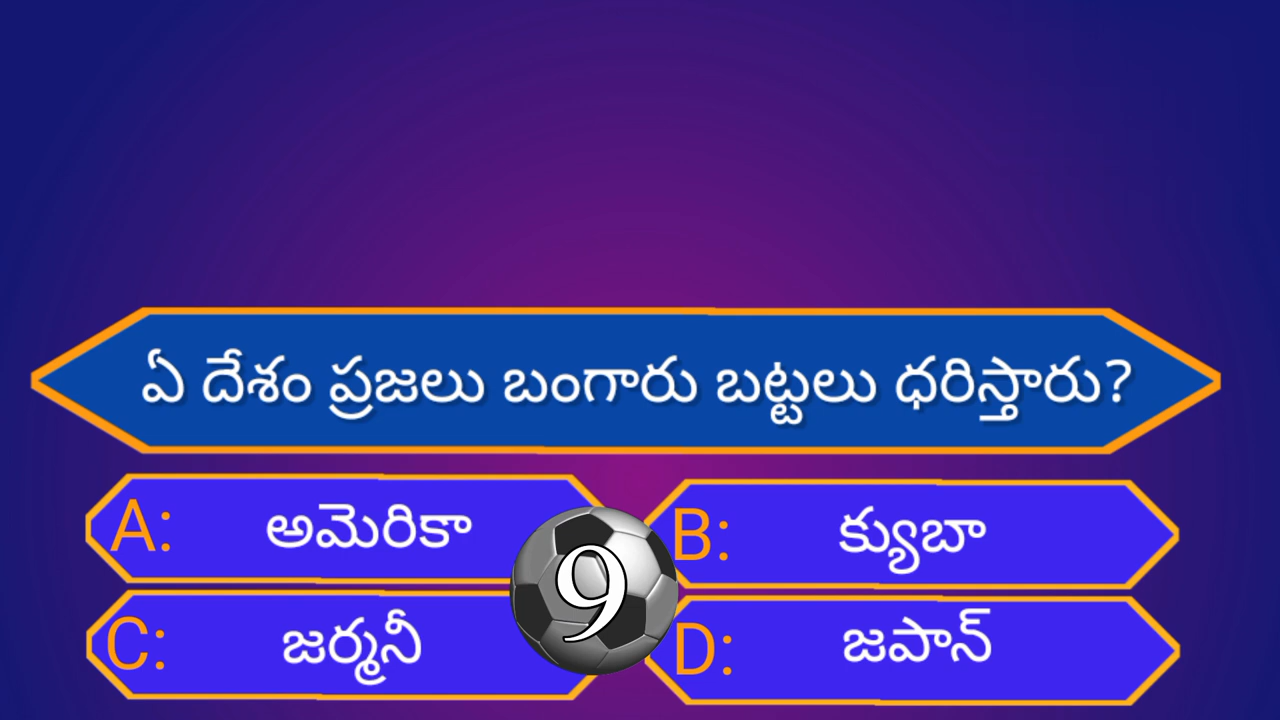 ఏ దేశం ప్రజలు బంగారు బట్టలు ధరిస్తారు?
A: అమెరికా
B: క్యుబా
9
C: జర్మనీ
D: జపాన్